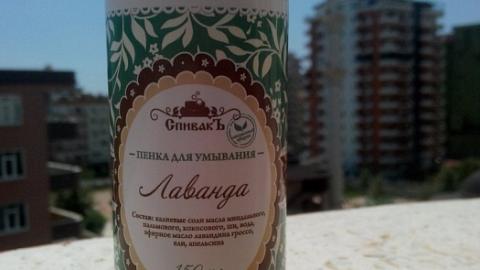 СпивакЪ
ПЕНКА ДЛЯ УМЫВАНИЯ
Лаванда
Состав: калиевые соли масла миндального,
пальмового, кокосового, ши, вода,
эфирное масло лавандина гроссо,
ели, апельсина
150